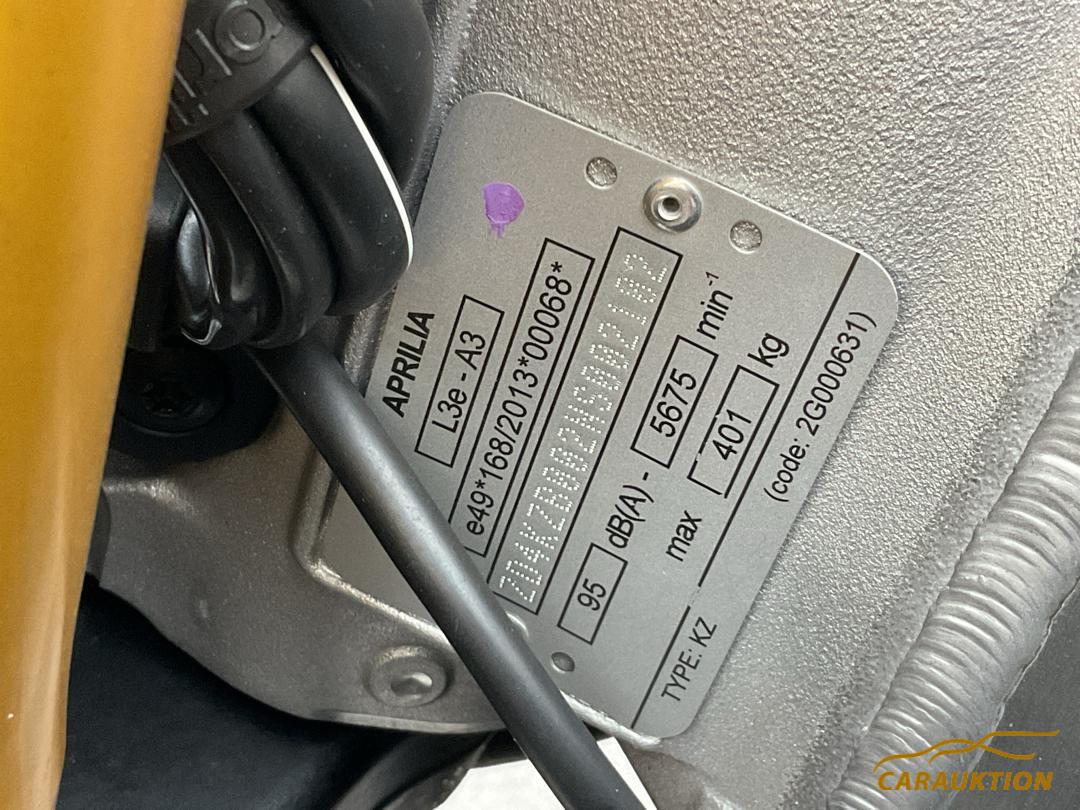 APRILIA
L3e - A3
e49*168/2013*00068*
95 dB(A) - 5675 min-1
max 401 kg
TYPE: KZ (code: 2G000631)
CARAUKTION